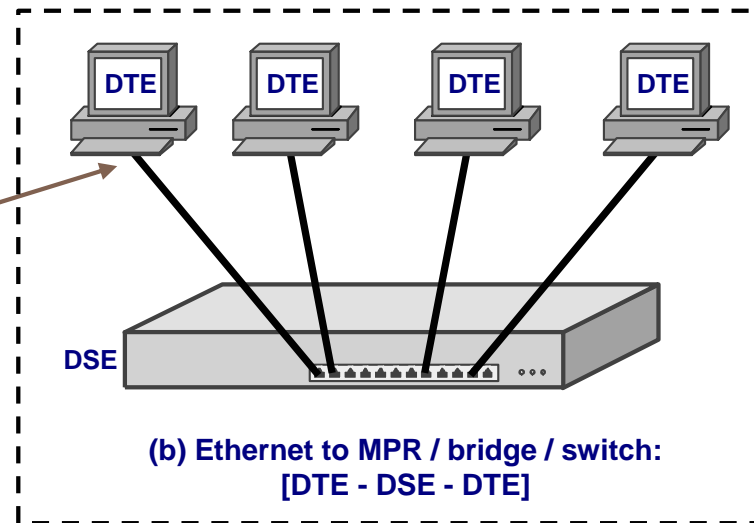 DTE DTE DTE DTE
DSE
(b) Ethernet to MPR / bridge / switch:
[DTE - DSE - DTE]